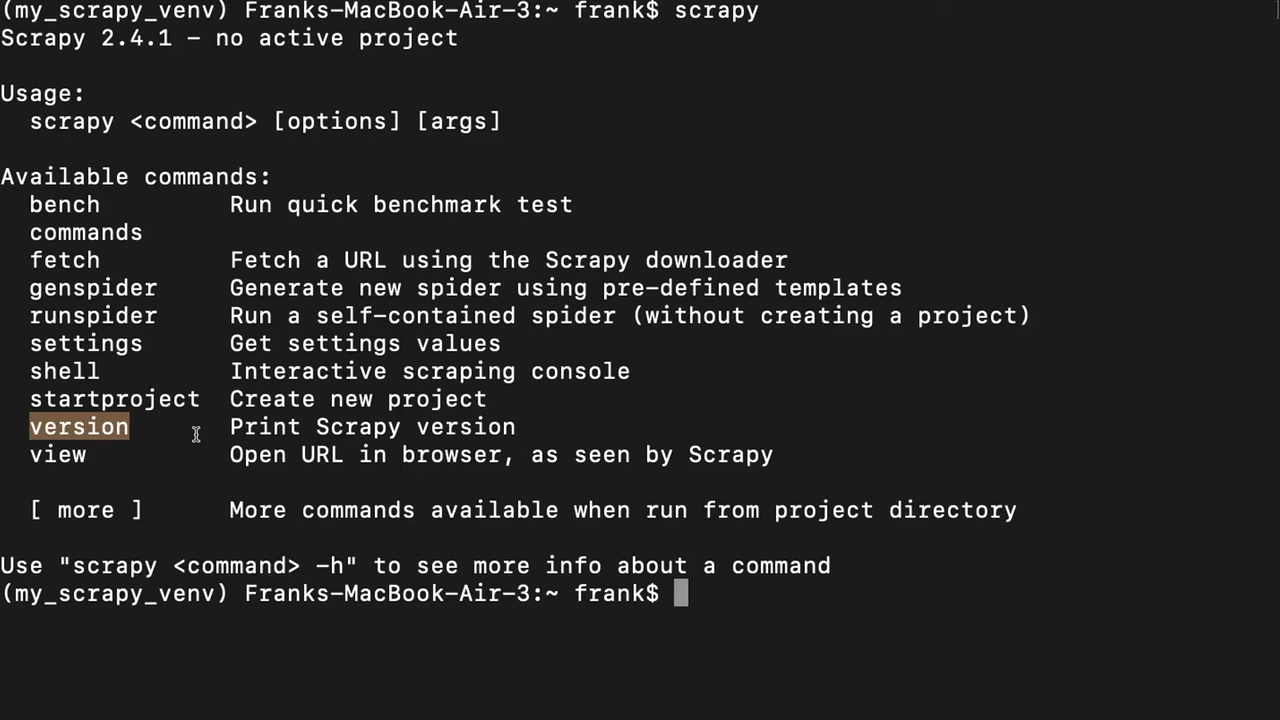 (my_scrapy_venv) Franks-MacBook-Air-3:~ frank$ scrapy
Scrapy 2.4.1 - no active project
Usage:
scrapy <command> [options] [args]
Available commands:
bench Run quick benchmark test
commands
fetch Fetch a URL using the Scrapy downloader
genspider Generate new spider using pre-defined templates
runspider Run a self-contained spider (without creating a project)
settings Get settings values
shell Interactive scraping console
startproject Create new project
version Print Scrapy version
view Open URL in browser, as seen by Scrapy
[ more ] More commands available when run from project directory
Use "scrapy <command> -h" to see more info about a command
(my_scrapy_venv) Franks-MacBook-Air-3:~ frank$